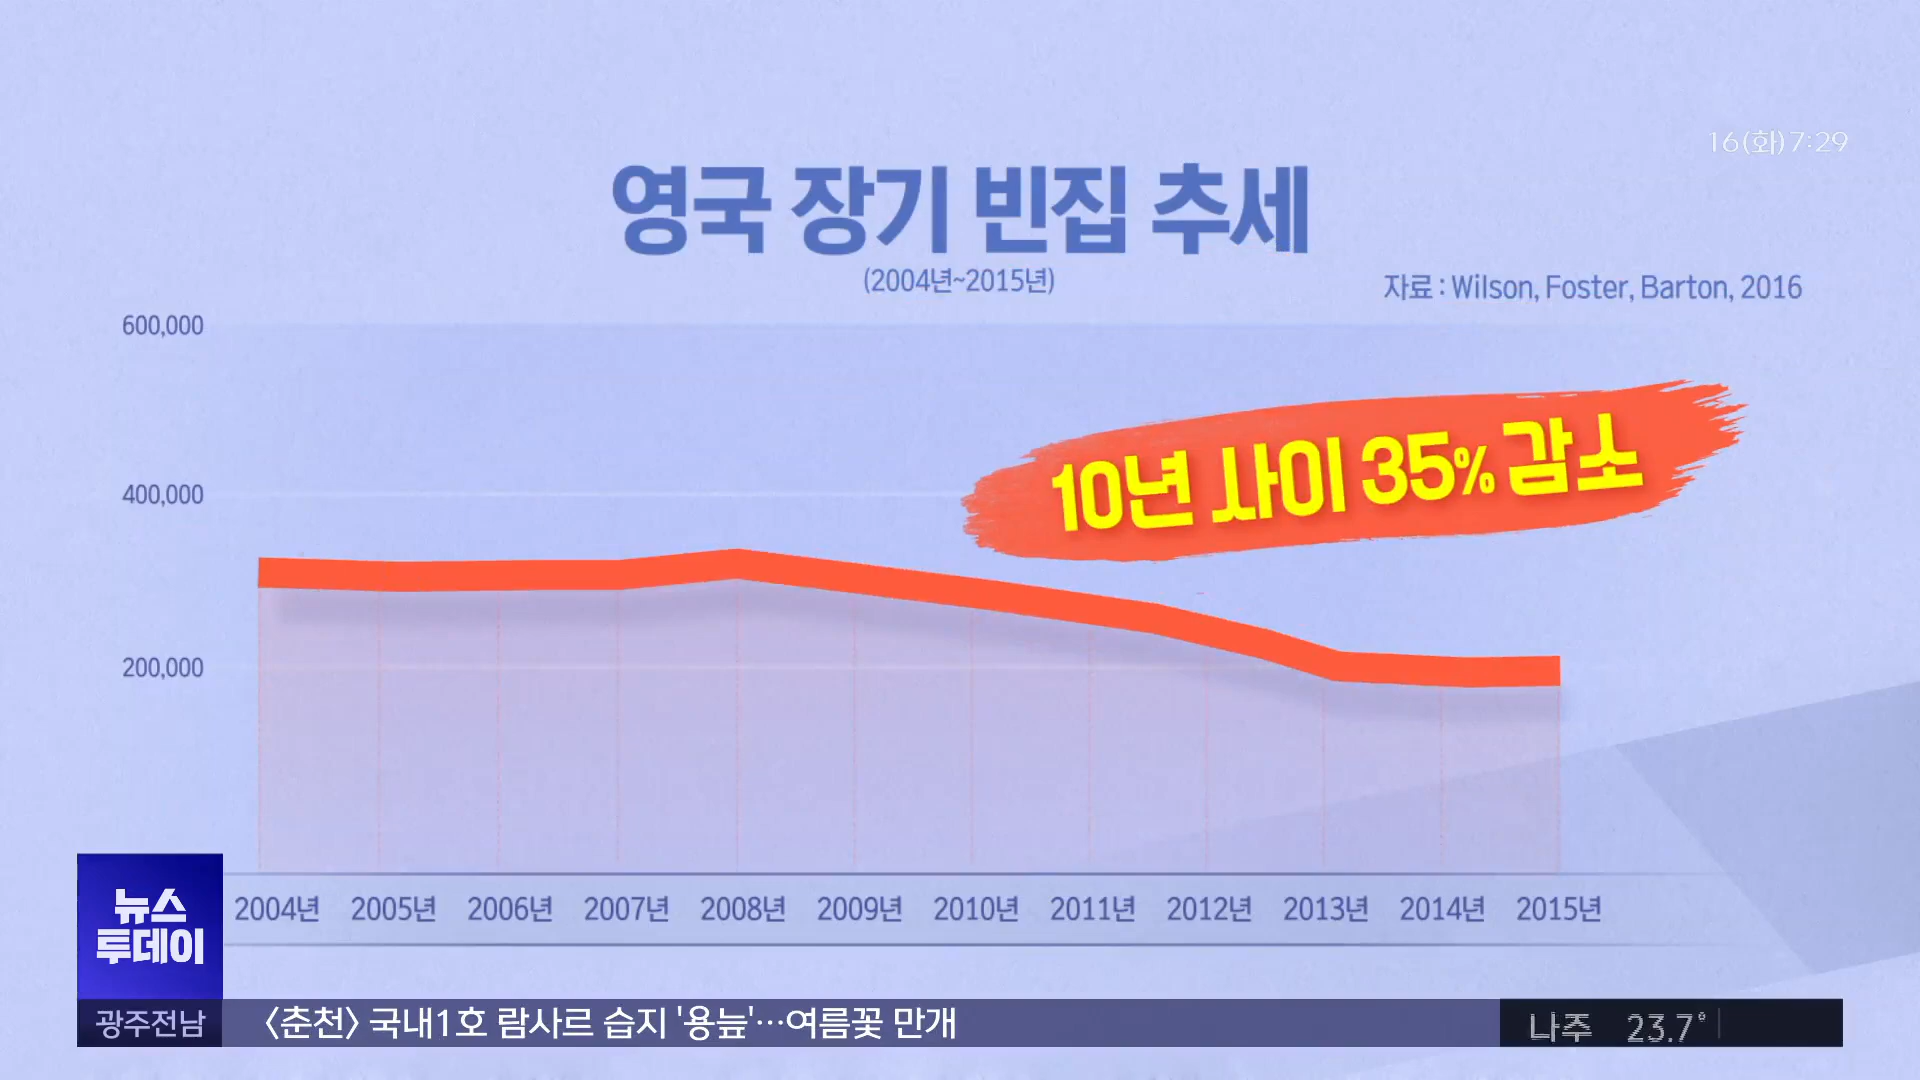 16(화)7:29
영국 장기 빈집 추세
(2004년~2015년)
자료 : Wilson, Foster, Barton, 2016
600,000
10년 사이 35% 감소
400,000
200,000
2004년 2005년 2006년 2007년 2008년 2009년 2010년 2011년 2012년 2013년 2014년 2015년
뉴스
투데이
광주전남 〈춘천〉 국내1호 람사르 습지 '용늪'…여름꽃 만개 나주 23.7°